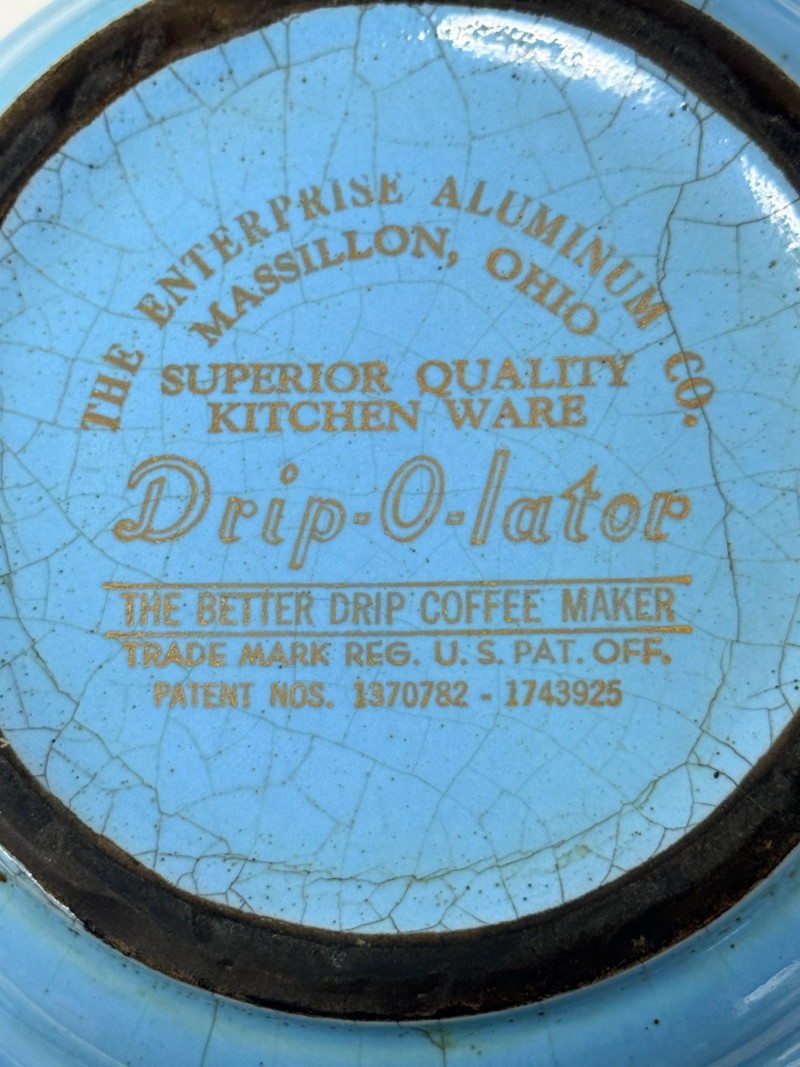 THE ENTERPRISE ALUMINUM CO.
MASSILLON, OHIO
SUPERIOR QUALITY
KITCHEN WARE
Drip-O-lator
THE BETTER DRIP COFFEE MAKER
TRADE MARK REG. U.S. PAT. OFF.
PATENT NOS. 1370782 - 1743925